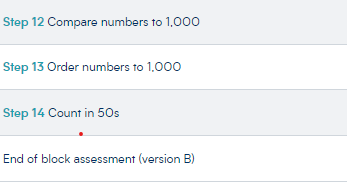 Step 12 Compare numbers to 1,000
Step 13 Order numbers to 1,000
Step 14 Count in 50s
End of block assessment (version B)